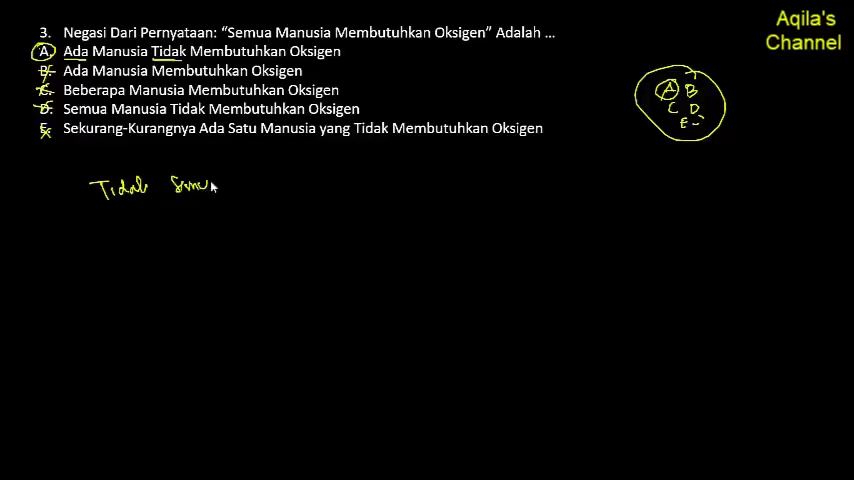 Aqila's
Channel
3. Negasi Dari Pernyataan: "Semua Manusia Membutuhkan Oksigen" Adalah ...
A. Ada Manusia Tidak Membutuhkan Oksigen
B. Ada Manusia Membutuhkan Oksigen
C. Beberapa Manusia Membutuhkan Oksigen
D. Semua Manusia Tidak Membutuhkan Oksigen
E. Sekurang-Kurangnya Ada Satu Manusia yang Tidak Membutuhkan Oksigen
A B
C D
E
Tidak Semu